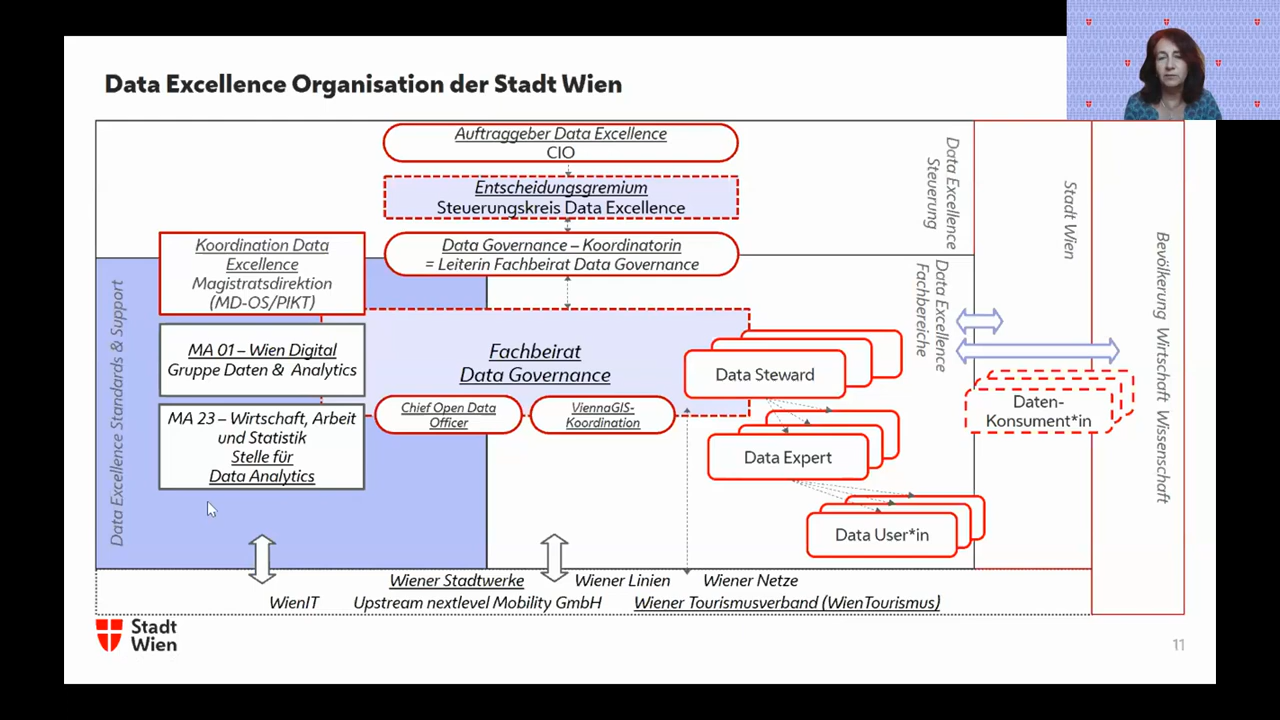 Data Excellence Organisation der Stadt Wien
Auftraggeber Data Excellence
CIO
Entscheidungsgremium
Steuerungskreis Data Excellence
Data Governance – Koordinatorin
= Leiterin Fachbeirat Data Governance
Koordination Data
Excellence
Magistratsdirektion
(MD-OS/PIKT)
MA 01 – Wien Digital
Gruppe Daten & Analytics
MA 23 – Wirtschaft, Arbeit
und Statistik
Stelle für
Data Analytics
Data Excellence Standards & Support
Fachbeirat
Data Governance
Chief Open Data
Officer
ViennaGIS-
Koordination
Data Steward
Data Expert
Data User*in
Data Excellence
Steuerung
Data Excellence
Fachbereiche
Stadt Wien
Daten-
Konsument*in
Bevölkerung Wirtschaft Wissenschaft
Wiener Stadtwerke
Wiener Linien
Wiener Netze
WienIT
Upstream nextlevel Mobility GmbH
Wiener Tourismusverband (WienTourismus)
Stadt
Wien
11